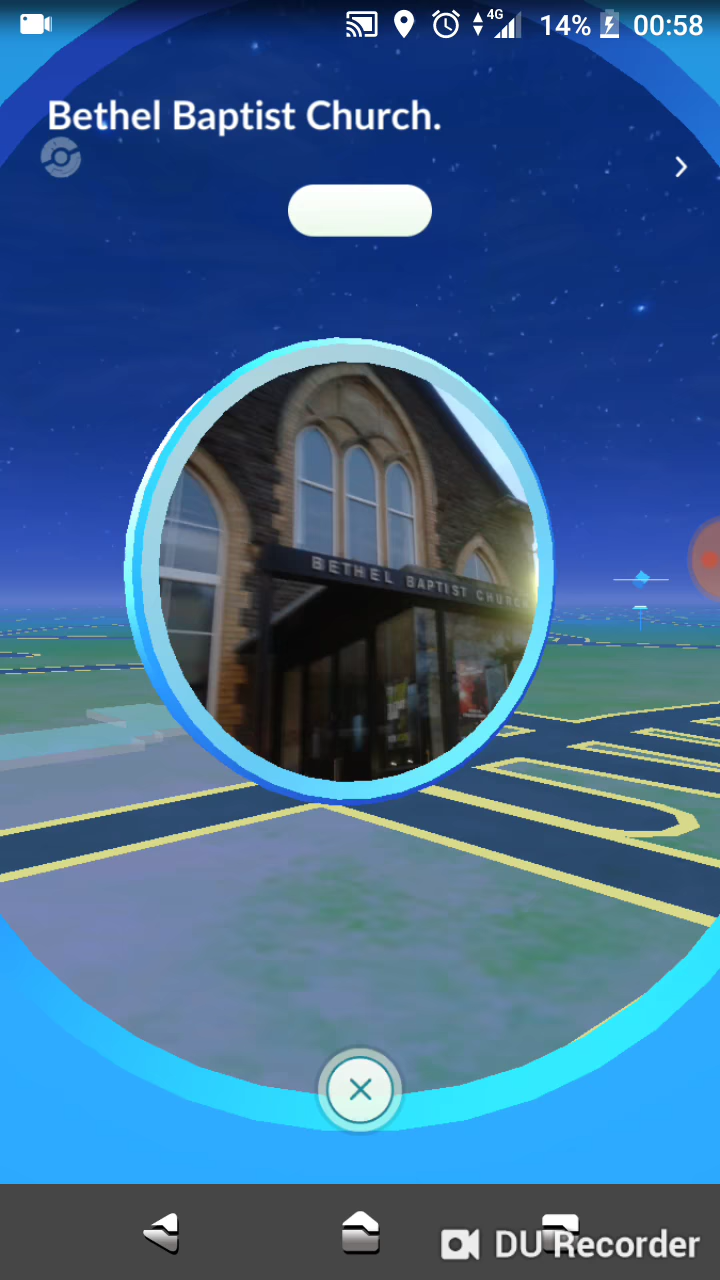 4G
14%
00:58
Bethel Baptist Church.
BETHEL BAPTIST CHURCH
DU Recorder